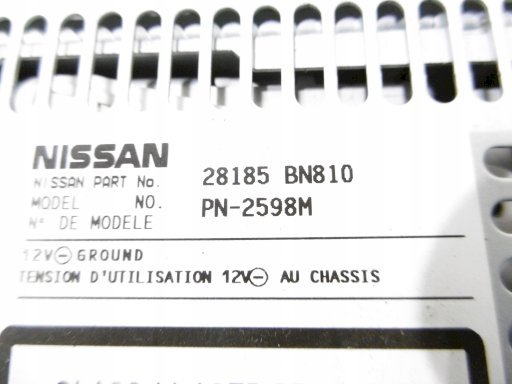 NISSAN
NISSAN PART No. 28185 BN810
MODEL NO. PN-2598M
N° DE MODELE
12V⊖GROUND
TENSION D'UTILISATION 12V⊖ AU CHASSIS